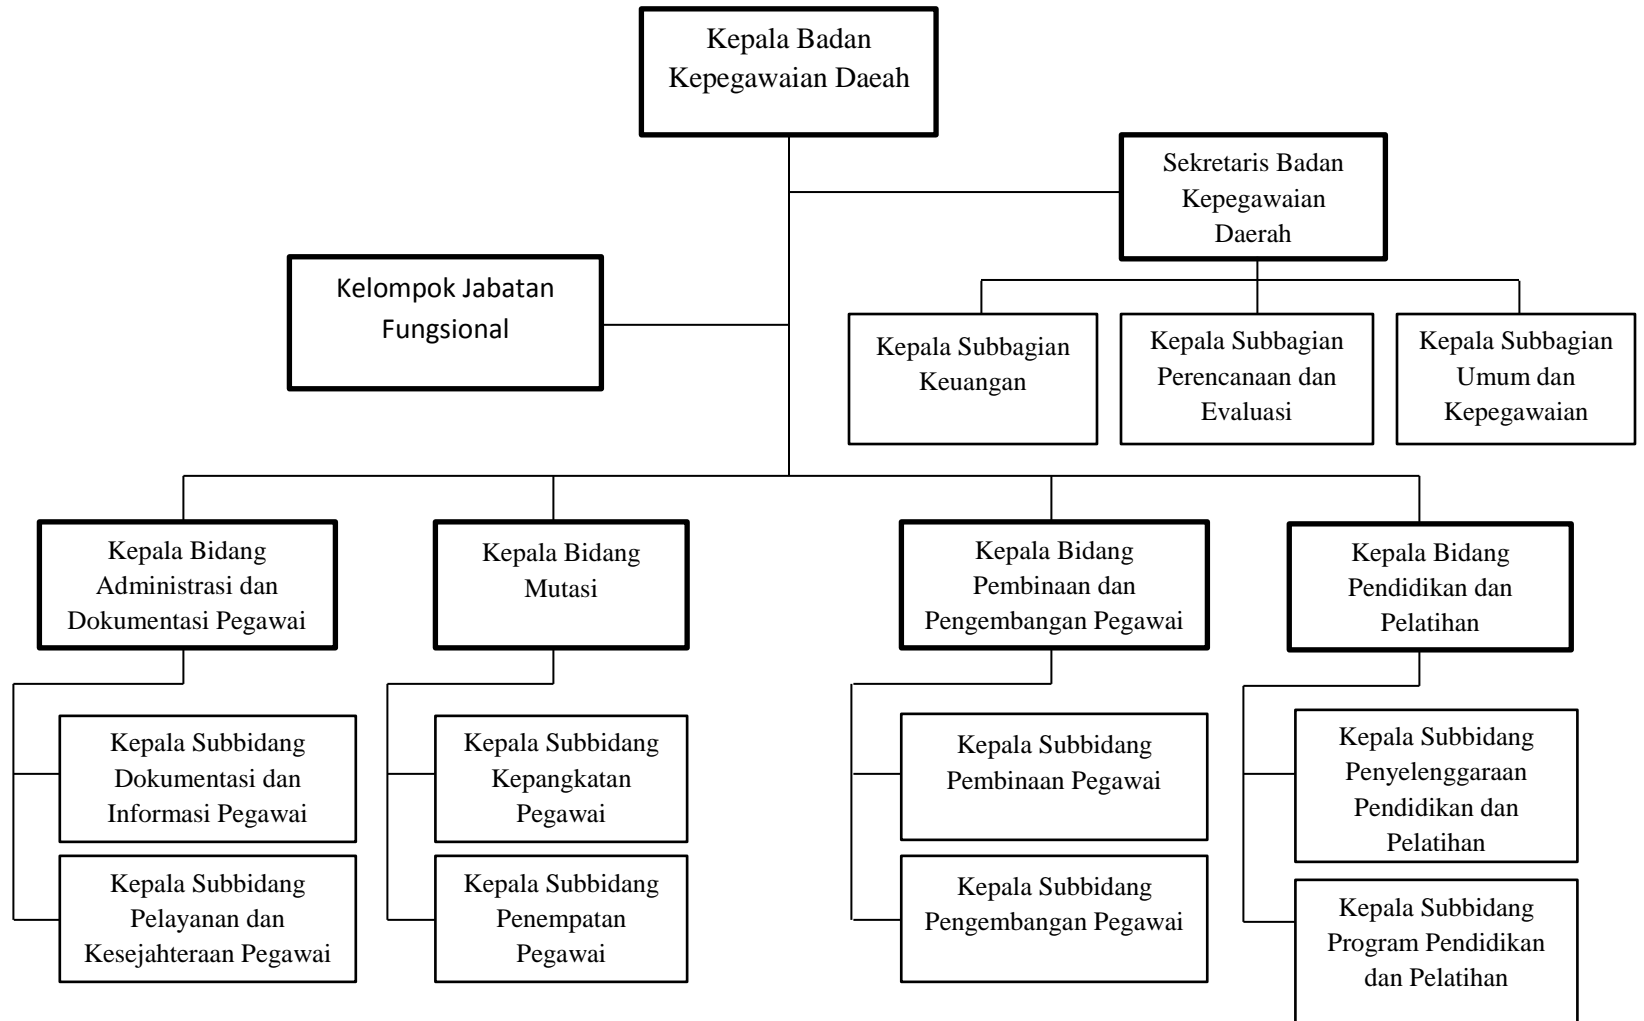 Kepala Badan
Kepegawaian Daeah
Sekretaris Badan
Kepegawaian
Daerah
Kelompok Jabatan
Fungsional
Kepala Subbagian
Keuangan
Kepala Subbagian
Perencanaan dan
Evaluasi
Kepala Subbagian
Umum dan
Kepegawaian
Kepala Bidang
Administrasi dan
Dokumentasi Pegawai
Kepala Bidang
Mutasi
Kepala Bidang
Pembinaan dan
Pengembangan Pegawai
Kepala Bidang
Pendidikan dan
Pelatihan
Kepala Subbidang
Dokumentasi dan
Informasi Pegawai
Kepala Subbidang
Kepangkatan
Pegawai
Kepala Subbidang
Pembinaan Pegawai
Kepala Subbidang
Penyelenggaraan
Pendidikan dan
Pelatihan
Kepala Subbidang
Pelayanan dan
Kesejahteraan Pegawai
Kepala Subbidang
Penempatan
Pegawai
Kepala Subbidang
Pengembangan Pegawai
Kepala Subbidang
Program Pendidikan
dan Pelatihan